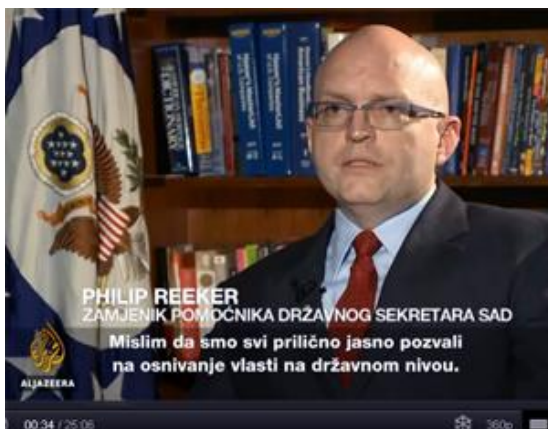 PHILIP REEKER
ZAMJENIK POMOĆNIKA DRŽAVNOG SEKRETARA SAD
Mislim da smo svi prilično jasno pozvali
na osnivanje vlasti na državnom nivou.
ALJAZEERA
00:34 / 25:06
360p